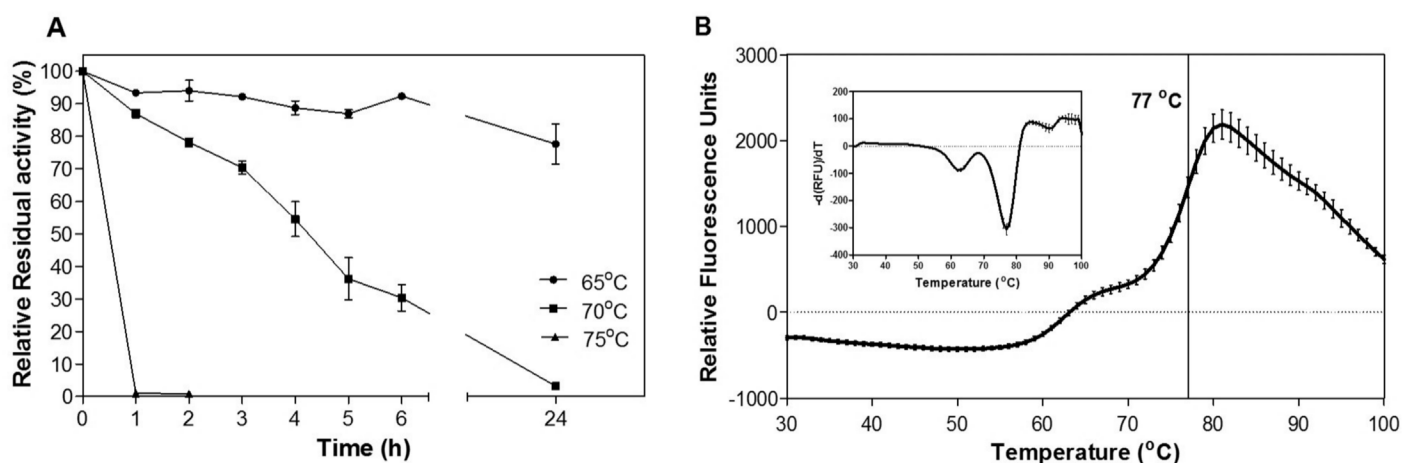 A
Relative Residual activity (%)
100
90
80
70
60
50
40
30
20
10
0
65°C
70°C
75°C
0 1 2 3 4 5 6 24
Time (h)
B
Relative Fluorescence Units
3000
2000
1000
0
-1000
77 °C
-d(RFU)/dT
100
0
-100
-200
-300
-400
30 40 50 60 70 80 90 100
Temperature (°C)
30 40 50 60 70 80 90 100
Temperature (°C)